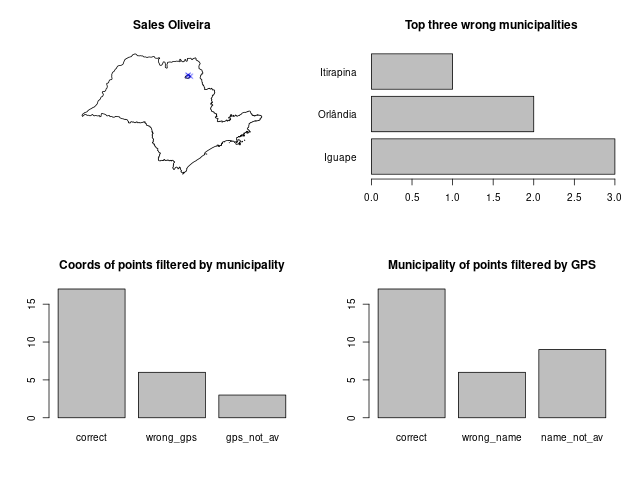 Sales Oliveira
Top three wrong municipalities
Itirapina
Orlândia
Iguape
0.0 0.5 1.0 1.5 2.0 2.5 3.0
Coords of points filtered by municipality
15
10
5
0
correct wrong_gps gps_not_av
Municipality of points filtered by GPS
15
10
5
0
correct wrong_name name_not_av